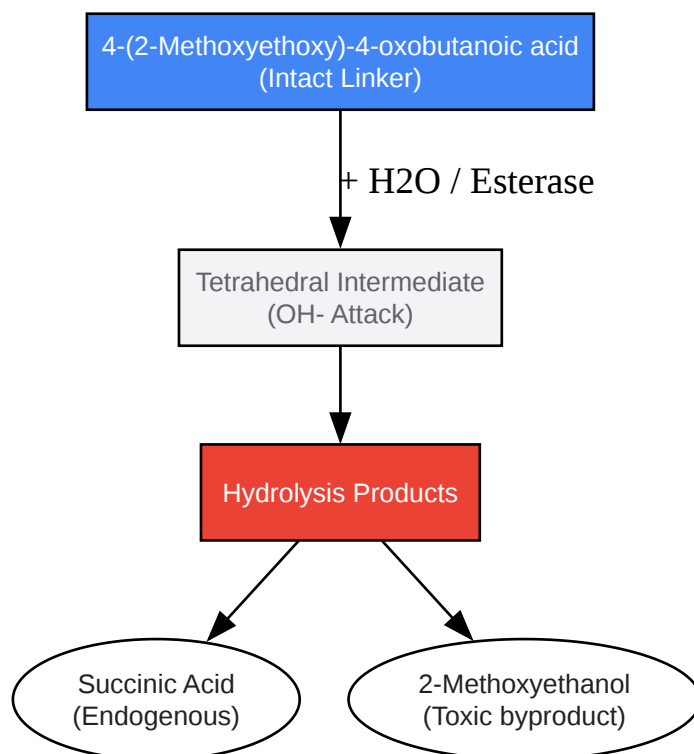 4-(2-Methoxyethoxy)-4-oxobutanoic acid
(Intact Linker)
+ H2O / Esterase
Tetrahedral Intermediate
(OH- Attack)
Hydrolysis Products
Succinic Acid
(Endogenous)
2-Methoxyethanol
(Toxic byproduct)